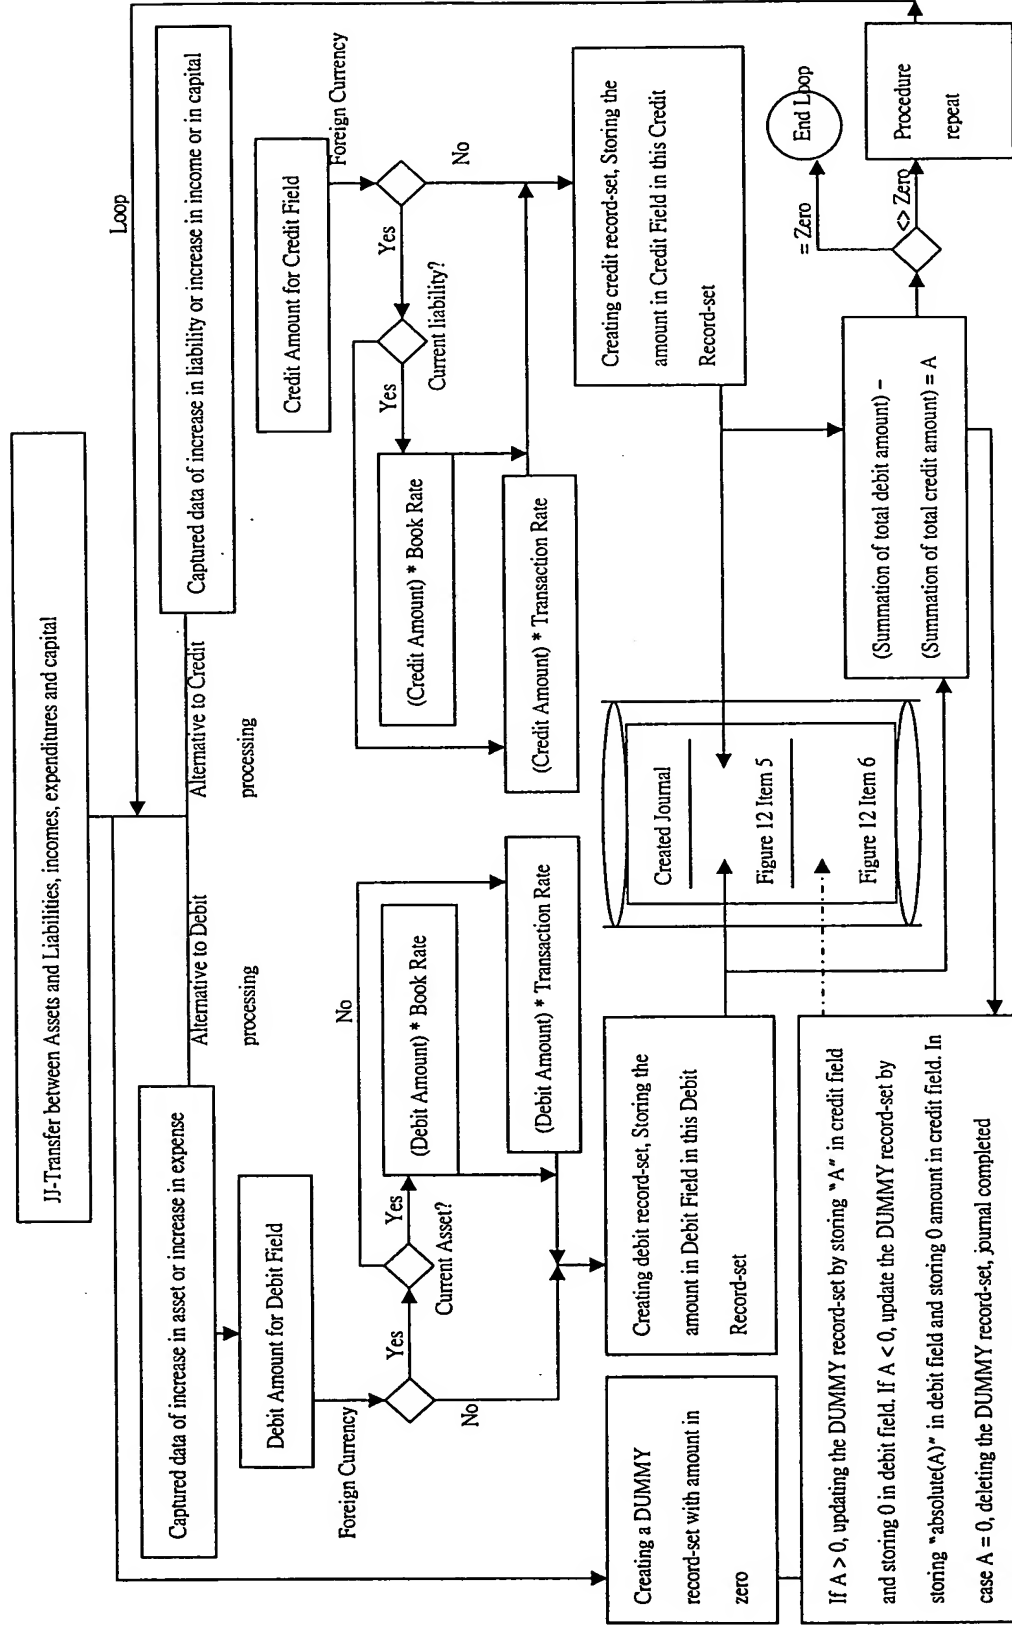 JJ-Transfer between Assets and Liabilities, incomes, expenditures and capital
Loop
Captured data of increase in asset or increase in expense
Alternative to Debit
processing
Alternative to Credit
processing
Captured data of increase in liability or increase in income or in capital
Debit Amount for Debit Field
Credit Amount for Credit Field
Foreign Currency
Yes
No
Current Asset?
Yes
No
(Debit Amount) * Book Rate
(Debit Amount) * Transaction Rate
Foreign Currency
Yes
No
Current liability?
Yes
(Credit Amount) * Book Rate
(Credit Amount) * Transaction Rate
Creating a DUMMY
record-set with amount in
zero
Creating debit record-set, Storing the
amount in Debit Field in this Debit
Record-set
Created Journal
Figure 12 Item 5
Figure 12 Item 6
Creating credit record-set, Storing the
amount in Credit Field in this Credit
Record-set
If A > 0, updating the DUMMY record-set by storing "A" in credit field
and storing 0 in debit field. If A < 0, update the DUMMY record-set by
storing "absolute(A)" in debit field and storing 0 amount in credit field. In
case A = 0, deleting the DUMMY record-set, journal completed
(Summation of total debit amount) –
(Summation of total credit amount) = A
= Zero
<> Zero
End Loop
Procedure
repeat